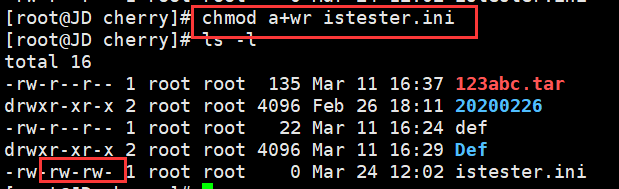 [root@JD cherry]# chmod a+wr istester.ini
[root@JD cherry]# ls -l
total 16
-rw-r--r-- 1 root root 135 Mar 11 16:37 123abc.tar
drwxr-xr-x 2 root root 4096 Feb 26 18:11 20200226
-rw-r--r-- 1 root root 22 Mar 11 16:24 def
drwxr-xr-x 2 root root 4096 Mar 11 16:29 Def
-rw-rw-rw- 1 root root 0 Mar 24 12:02 istester.ini
[root@JD cherry]#